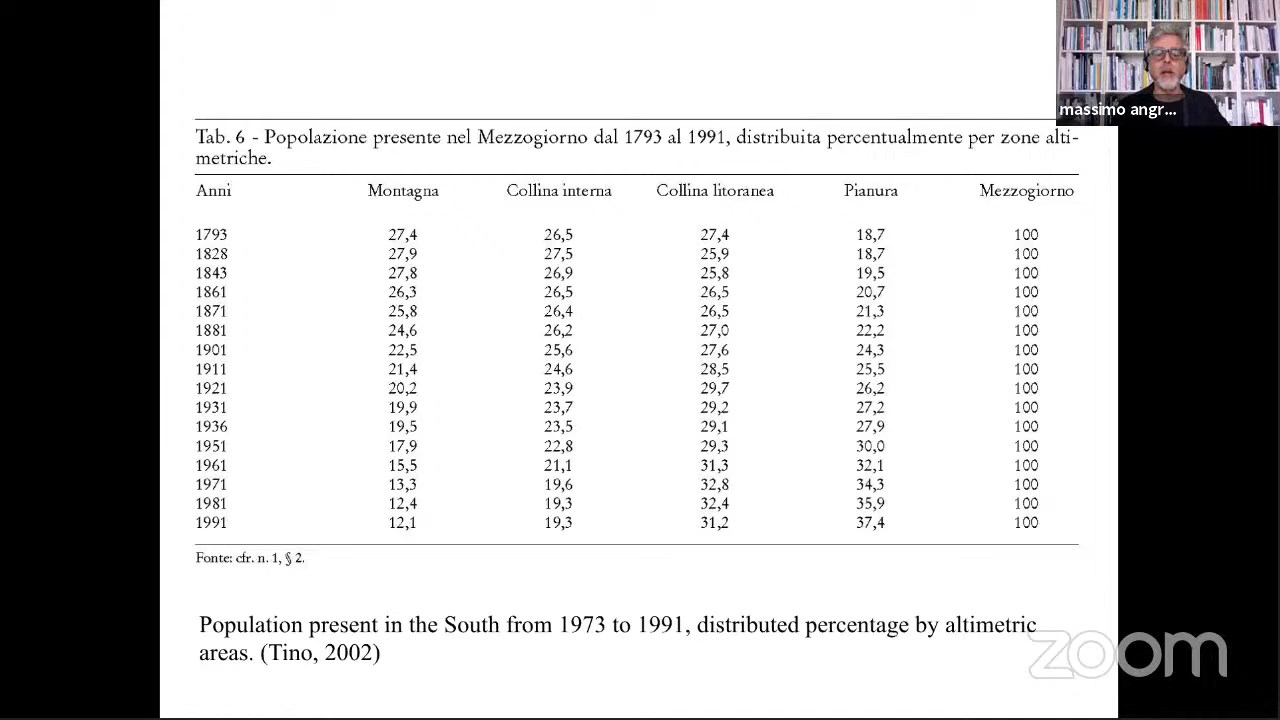 massimo angr...
Tab. 6 - Popolazione presente nel Mezzogiorno dal 1793 al 1991, distribuita percentualmente per zone alti-
metriche.
Anni Montagna Collina interna Collina litoranea Pianura Mezzogiorno
1793 27,4 26,5 27,4 18,7 100
1828 27,9 27,5 25,9 18,7 100
1843 27,8 26,9 25,8 19,5 100
1861 26,3 26,5 26,5 20,7 100
1871 25,8 26,4 26,5 21,3 100
1881 24,6 26,2 27,0 22,2 100
1901 22,5 25,6 27,6 24,3 100
1911 21,4 24,6 28,5 25,5 100
1921 20,2 23,9 29,7 26,2 100
1931 19,9 23,7 29,2 27,2 100
1936 19,5 23,5 29,1 27,9 100
1951 17,9 22,8 29,3 30,0 100
1961 15,5 21,1 31,3 32,1 100
1971 13,3 19,6 32,8 34,3 100
1981 12,4 19,3 32,4 35,9 100
1991 12,1 19,3 31,2 37,4 100
Fonte: cfr. n. 1, § 2.
Population present in the South from 1973 to 1991, distributed percentage by altimetric
areas. (Tino, 2002)
zoom